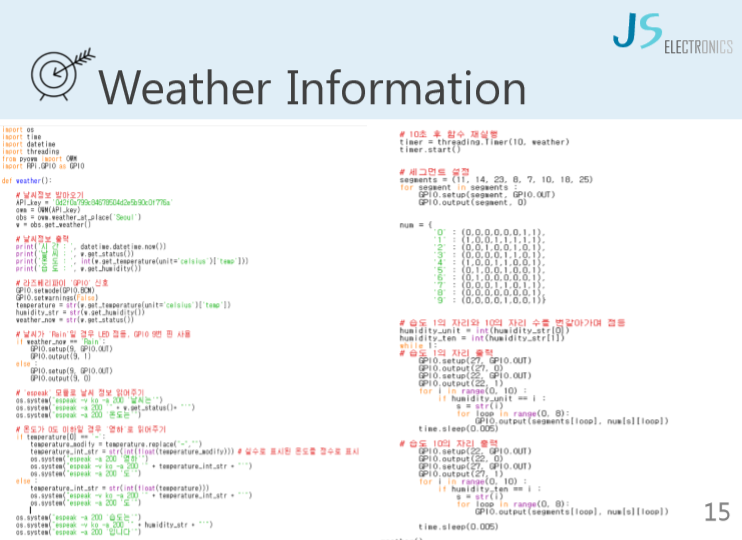 JS ELECTRONICS
Weather Information
import os
import time
import datetime
import threading
from pyowm import OWM
import RPi.GPIO as GPIO
def weather():
# 날씨정보 받아오기
API_key =
owm = OWM(API_key)
obs = owm.weather_at_place('Seoul')
w = obs.get_weather()
# 날씨정보 출력
print('시 간 : ', datetime.datetime.now())
print('날 씨 : ', w.get_status())
print('온 도 : ', int(w.get_temperature(unit='celsius')['temp']))
print('습 도 : ', w.get_humidity())
# 라즈베리파이 'GPIO' 신호
GPIO.setmode(GPIO.BCM)
GPIO.setwarnings(False)
temperature = str(w.get_temperature(unit='celsius')['temp'])
humidity_str = str(w.get_humidity())
weather_now = str(w.get_status())
# 날씨가 'Rain'일 경우 LED 점등, GPIO 9번 핀 사용
if weather_now == 'Rain':
GPIO.setup(9, GPIO.OUT)
GPIO.output(9, 1)
else :
GPIO.setup(9, GPIO.OUT)
GPIO.output(9, 0)
# 'espeak' 모듈로 날씨 정보 읽어주기
os.system("espeak -v ko -s 200 '날씨는'")
os.system("espeak -s 200 '" + w.get_status()+ "'")
os.system("espeak -s 200 '온도는'")
# 온도가 0도 이하일 경우 '영하'로 읽어주기
if temperature[0] == '-':
temperature_modify = temperature.replace("-","")
temperature_int_str = str(int(float(temperature_modify))) # 실수로 표시된 온도를 정수로 표시
os.system("espeak -s 200 '영하'")
os.system("espeak -v ko -s 200 '" + temperature_int_str + "'")
os.system("espeak -s 200 '도'")
else :
temperature_int_str = str(int(float(temperature)))
os.system("espeak -v ko -s 200 '" + temperature_int_str + "'")
os.system("espeak -s 200 '도'")
os.system("espeak -s 200 '습도는'")
os.system("espeak -v ko -s 200 '" + humidity_str + "'")
os.system("espeak -s 200 '입니다'")
# 10초 후 함수 재실행
timer = threading.Timer(10, weather)
timer.start()
# 세그먼트 설정
segments = (11, 14, 23, 8, 7, 10, 18, 25)
for segment in segments :
GPIO.setup(segment, GPIO.OUT)
GPIO.output(segment, 0)
num = {
'0' : (0,0,0,0,0,0,1,1),
'1' : (1,0,0,1,1,1,1,1),
'2' : (0,0,1,0,0,1,0,1),
'3' : (0,0,0,0,1,1,0,1),
'4' : (1,0,0,1,1,0,0,1),
'5' : (0,1,0,0,1,0,0,1),
'6' : (0,1,0,0,0,0,0,1),
'7' : (0,0,0,1,1,0,1,1),
'8' : (0,0,0,0,0,0,0,1),
'9' : (0,0,0,0,1,0,0,1)}
# 습도 1의 자리와 10의 자리 수를 번갈아가며 점등
humidity_unit = int(humidity_str[0])
humidity_ten = int(humidity_str[1])
while 1:
# 습도 1의 자리 출력
GPIO.setup(27, GPIO.OUT)
GPIO.output(27, 0)
GPIO.setup(22, GPIO.OUT)
GPIO.output(22, 1)
for i in range(0, 10) :
if humidity_unit == i :
s = str(i)
for loop in range(0, 8):
GPIO.output(segments[loop], num[s][loop])
time.sleep(0.005)
# 습도 10의 자리 출력
GPIO.setup(22, GPIO.OUT)
GPIO.output(22, 0)
GPIO.setup(27, GPIO.OUT)
GPIO.output(27, 1)
for i in range(0, 10) :
if humidity_ten == i :
s = str(i)
for loop in range(0, 8):
GPIO.output(segments[loop], num[s][loop])
time.sleep(0.005)
15